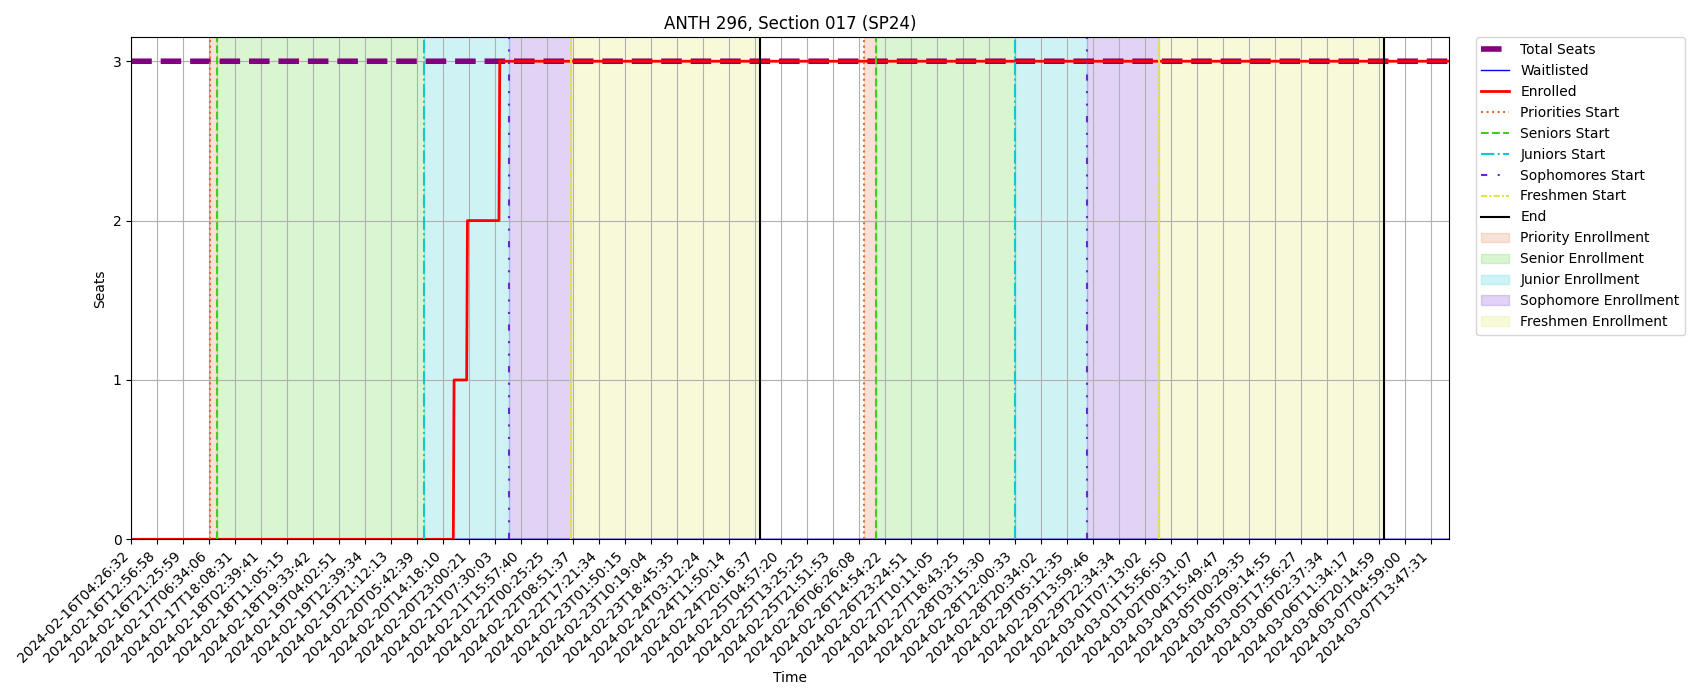 ANTH 296, Section 017 (SP24)
3
2
1
0
Seats
2024-02-16T04:26:32
2024-02-16T12:56:58
2024-02-16T21:25:59
2024-02-17T06:34:06
2024-02-17T18:08:31
2024-02-18T02:39:41
2024-02-18T11:05:15
2024-02-18T19:33:42
2024-02-19T04:02:51
2024-02-19T12:39:34
2024-02-19T21:12:13
2024-02-20T05:42:39
2024-02-20T14:18:10
2024-02-20T23:00:21
2024-02-21T07:30:03
2024-02-21T15:57:40
2024-02-22T00:25:25
2024-02-22T08:51:37
2024-02-22T17:21:34
2024-02-23T01:50:15
2024-02-23T10:19:04
2024-02-23T18:45:35
2024-02-24T03:12:24
2024-02-24T11:50:14
2024-02-24T20:16:37
2024-02-25T04:57:20
2024-02-25T13:25:25
2024-02-25T21:51:53
2024-02-26T06:26:08
2024-02-26T14:54:22
2024-02-26T23:24:51
2024-02-27T10:11:05
2024-02-27T18:43:25
2024-02-28T03:15:30
2024-02-28T12:00:33
2024-02-28T20:34:02
2024-02-29T05:12:35
2024-02-29T13:59:46
2024-02-29T22:34:34
2024-03-01T07:13:02
2024-03-01T15:56:50
2024-03-02T00:31:07
2024-03-04T15:49:47
2024-03-05T00:29:35
2024-03-05T09:14:55
2024-03-05T17:56:27
2024-03-06T02:37:34
2024-03-06T11:34:17
2024-03-06T20:14:59
2024-03-07T04:59:00
2024-03-07T13:47:31
Time
Total Seats
Waitlisted
Enrolled
Priorities Start
Seniors Start
Juniors Start
Sophomores Start
Freshmen Start
End
Priority Enrollment
Senior Enrollment
Junior Enrollment
Sophomore Enrollment
Freshmen Enrollment